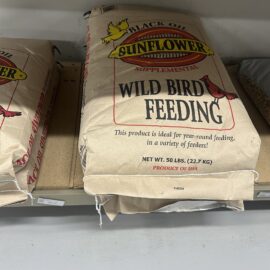 BLACK OIL
SUNFLOWER
SUPPLEMENTAL
WILD BIRD
FEEDING
This product is ideal for year-round feeding,
in a variety of feeders!
NET WT. 50 LBS. (22.7 KG)
PRODUCT OF USA